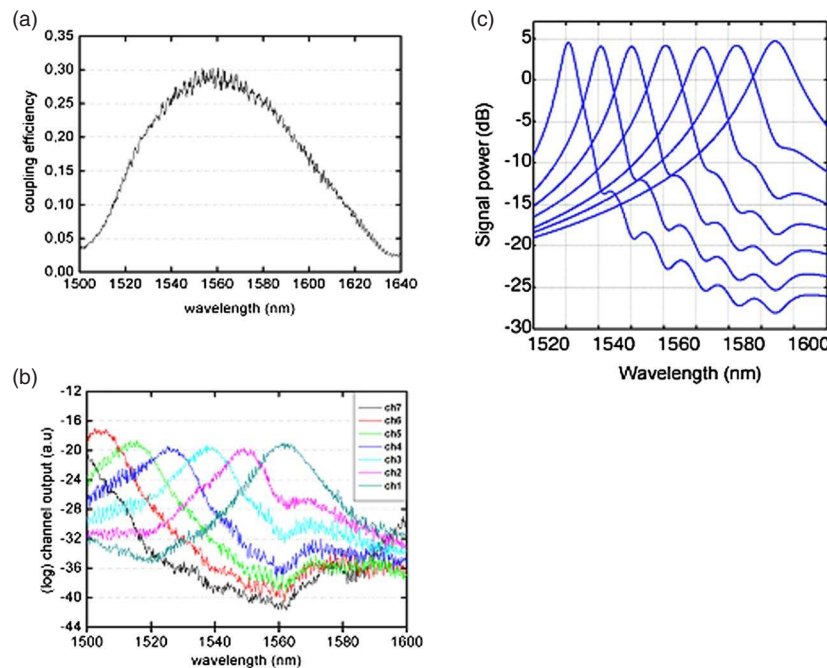 (a)
coupling efficiency
0,35
0,30
0,25
0,20
0,15
0,10
0,05
0,00
1500 1520 1540 1560 1580 1600 1620 1640
wavelength (nm)
(b)
(log) channel output (a.u)
-12
-16
-20
-24
-28
-32
-36
-40
-44
ch7
ch6
ch5
ch4
ch3
ch2
ch1
1500 1520 1540 1560 1580 1600
wavelength (nm)
(c)
Signal power (dB)
5
0
-5
-10
-15
-20
-25
-30
1520 1540 1560 1580 1600
Wavelength (nm)